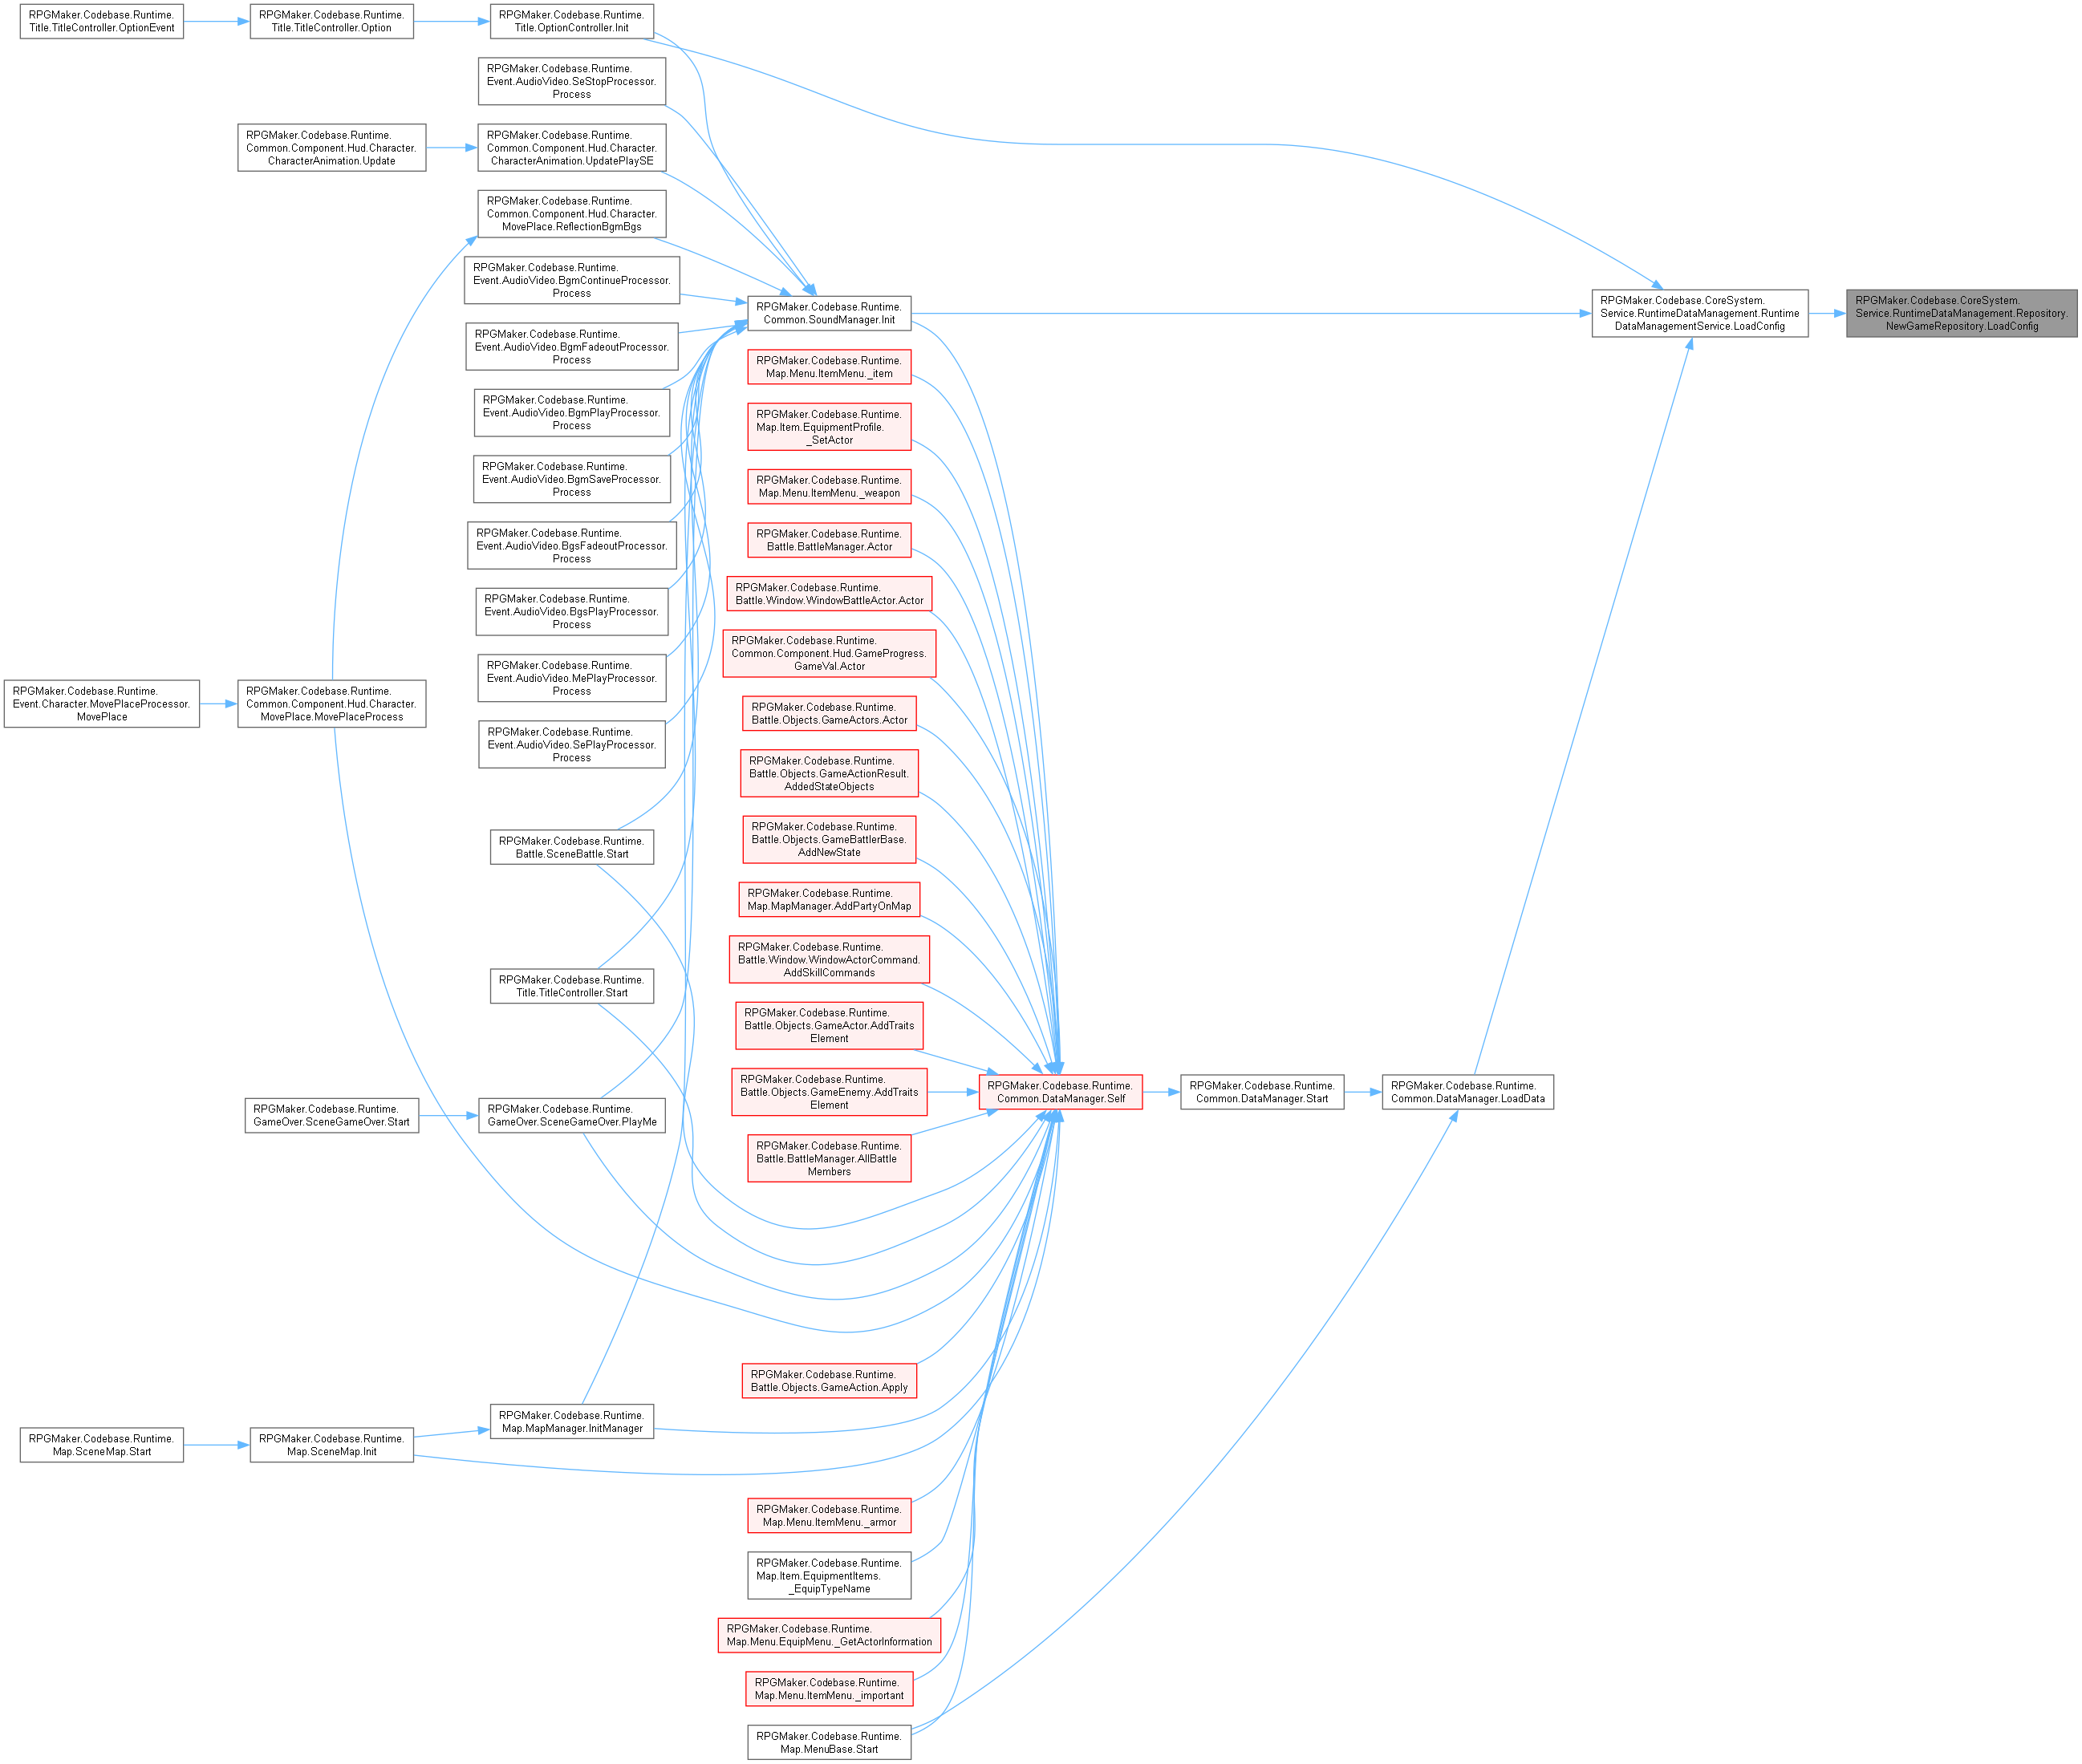 RPGMaker.Codebase.Runtime.
Title.TitleController.OptionEvent
RPGMaker.Codebase.Runtime.
Title.TitleController.Option
RPGMaker.Codebase.Runtime.
Title.OptionController.Init
RPGMaker.Codebase.Runtime.
Event.AudioVideo.SeStopProcessor.
Process
RPGMaker.Codebase.Runtime.
Common.Component.Hud.Character.
CharacterAnimation.Update
RPGMaker.Codebase.Runtime.
Common.Component.Hud.Character.
CharacterAnimation.UpdatePlaySE
RPGMaker.Codebase.Runtime.
Common.Component.Hud.Character.
MovePlace.ReflectionBgmBgs
RPGMaker.Codebase.Runtime.
Event.AudioVideo.BgmContinueProcessor.
Process
RPGMaker.Codebase.Runtime.
Event.AudioVideo.BgmFadeoutProcessor.
Process
RPGMaker.Codebase.Runtime.
Event.AudioVideo.BgmPlayProcessor.
Process
RPGMaker.Codebase.Runtime.
Event.AudioVideo.BgmSaveProcessor.
Process
RPGMaker.Codebase.Runtime.
Event.AudioVideo.BgsFadeoutProcessor.
Process
RPGMaker.Codebase.Runtime.
Event.AudioVideo.BgsPlayProcessor.
Process
RPGMaker.Codebase.Runtime.
Event.AudioVideo.MePlayProcessor.
Process
RPGMaker.Codebase.Runtime.
Event.AudioVideo.SePlayProcessor.
Process
RPGMaker.Codebase.Runtime.
Event.Character.MovePlaceProcessor.
MovePlace
RPGMaker.Codebase.Runtime.
Common.Component.Hud.Character.
MovePlace.MovePlaceProcess
RPGMaker.Codebase.Runtime.
Battle.SceneBattle.Start
RPGMaker.Codebase.Runtime.
Title.TitleController.Start
RPGMaker.Codebase.Runtime.
GameOver.SceneGameOver.Start
RPGMaker.Codebase.Runtime.
GameOver.SceneGameOver.PlayMe
RPGMaker.Codebase.Runtime.
Map.SceneMap.Start
RPGMaker.Codebase.Runtime.
Map.SceneMap.Init
RPGMaker.Codebase.Runtime.
Map.MapManager.InitManager
RPGMaker.Codebase.Runtime.
Common.SoundManager.Init
RPGMaker.Codebase.Runtime.
Map.Menu.ItemMenu._item
RPGMaker.Codebase.Runtime.
Map.Item.EquipmentProfile.
_SetActor
RPGMaker.Codebase.Runtime.
Map.Menu.ItemMenu._weapon
RPGMaker.Codebase.Runtime.
Battle.BattleManager.Actor
RPGMaker.Codebase.Runtime.
Battle.Window.WindowBattleActor.Actor
RPGMaker.Codebase.Runtime.
Common.Component.Hud.GameProgress.
GameVal.Actor
RPGMaker.Codebase.Runtime.
Battle.Objects.GameActors.Actor
RPGMaker.Codebase.Runtime.
Battle.Objects.GameActionResult.
AddedStateObjects
RPGMaker.Codebase.Runtime.
Battle.Objects.GameBattlerBase.
AddNewState
RPGMaker.Codebase.Runtime.
Map.MapManager.AddPartyOnMap
RPGMaker.Codebase.Runtime.
Battle.Window.WindowActorCommand.
AddSkillCommands
RPGMaker.Codebase.Runtime.
Battle.Objects.GameActor.AddTraits
Element
RPGMaker.Codebase.Runtime.
Battle.Objects.GameEnemy.AddTraits
Element
RPGMaker.Codebase.Runtime.
Battle.BattleManager.AllBattle
Members
RPGMaker.Codebase.Runtime.
Battle.Objects.GameAction.Apply
RPGMaker.Codebase.Runtime.
Map.Menu.ItemMenu._armor
RPGMaker.Codebase.Runtime.
Map.Item.EquipmentItems.
_EquipTypeName
RPGMaker.Codebase.Runtime.
Map.Menu.EquipMenu._GetActorInformation
RPGMaker.Codebase.Runtime.
Map.Menu.ItemMenu._important
RPGMaker.Codebase.Runtime.
Map.MenuBase.Start
RPGMaker.Codebase.Runtime.
Common.DataManager.Self
RPGMaker.Codebase.Runtime.
Common.DataManager.Start
RPGMaker.Codebase.Runtime.
Common.DataManager.LoadData
RPGMaker.Codebase.CoreSystem.
Service.RuntimeDataManagement.Runtime
DataManagementService.LoadConfig
RPGMaker.Codebase.CoreSystem.
Service.RuntimeDataManagement.Repository.
NewGameRepository.LoadConfig